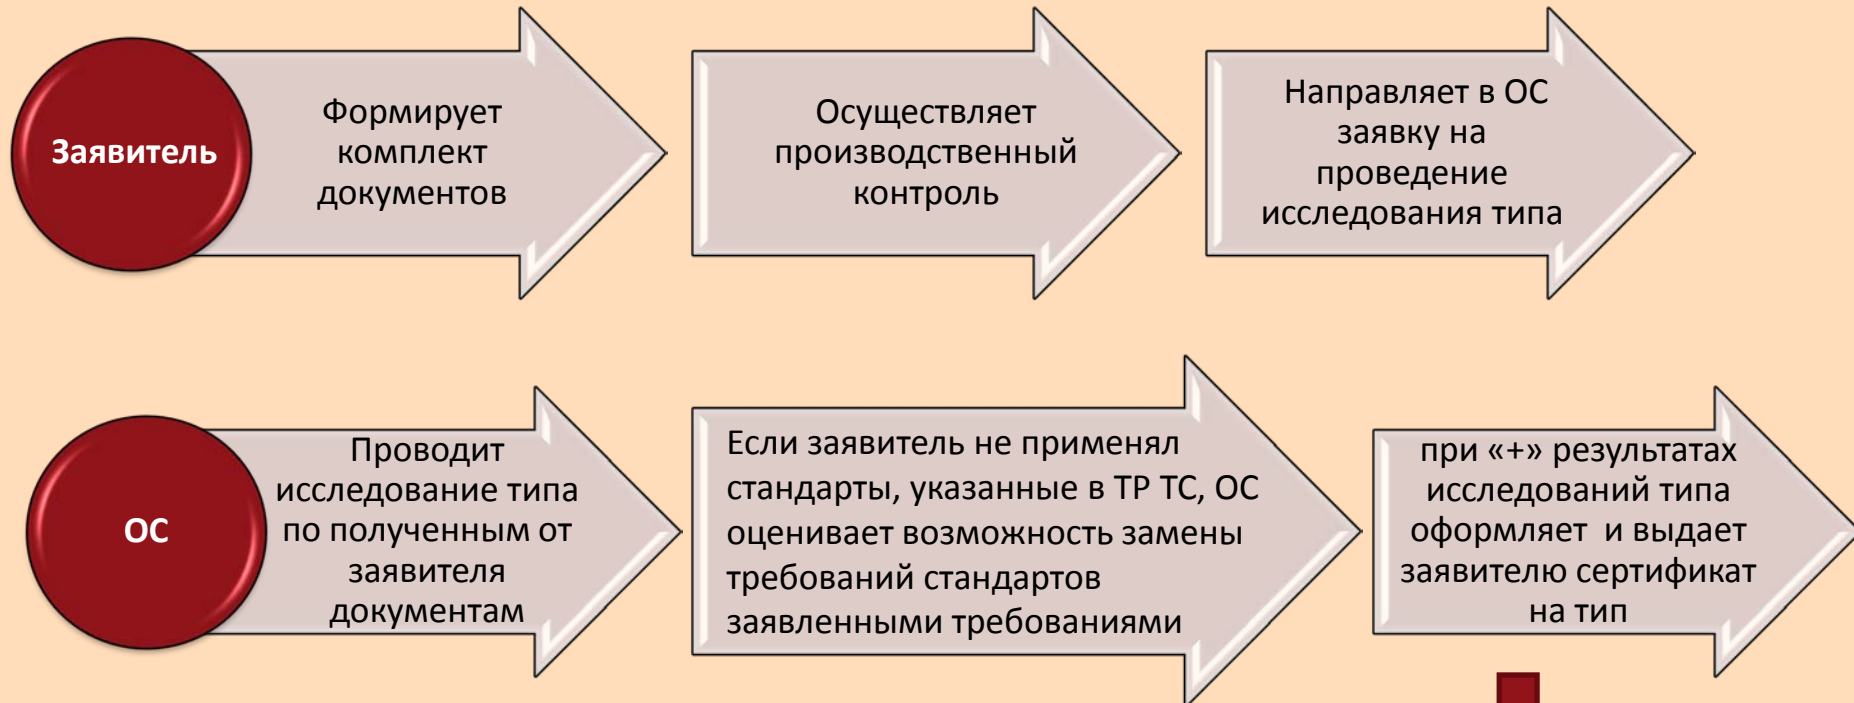 Заявитель
Формирует
комплект
документов
Осуществляет
производственный
контроль
Направляет в ОС
заявку на
проведение
исследования типа
ОС
Проводит
исследование типа
по полученным от
заявителя
документам
Если заявитель не применял
стандарты, указанные в ТР ТС, ОС
оценивает возможность замены
требований стандартов
заявленными требованиями
при «+» результатах
исследований типа
оформляет и выдает
заявителю сертификат
на тип